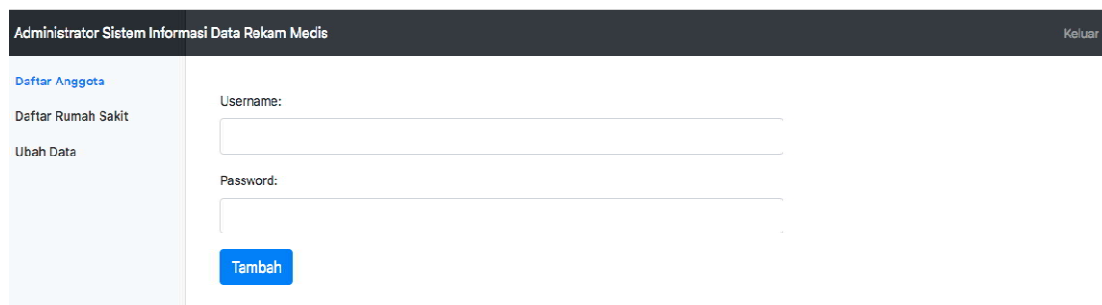 Administrator Sistem Informasi Data Rekam Medis
Keluar
Daftar Anggota
Daftar Rumah Sakit
Ubah Data
Username:
Password:
Tambah